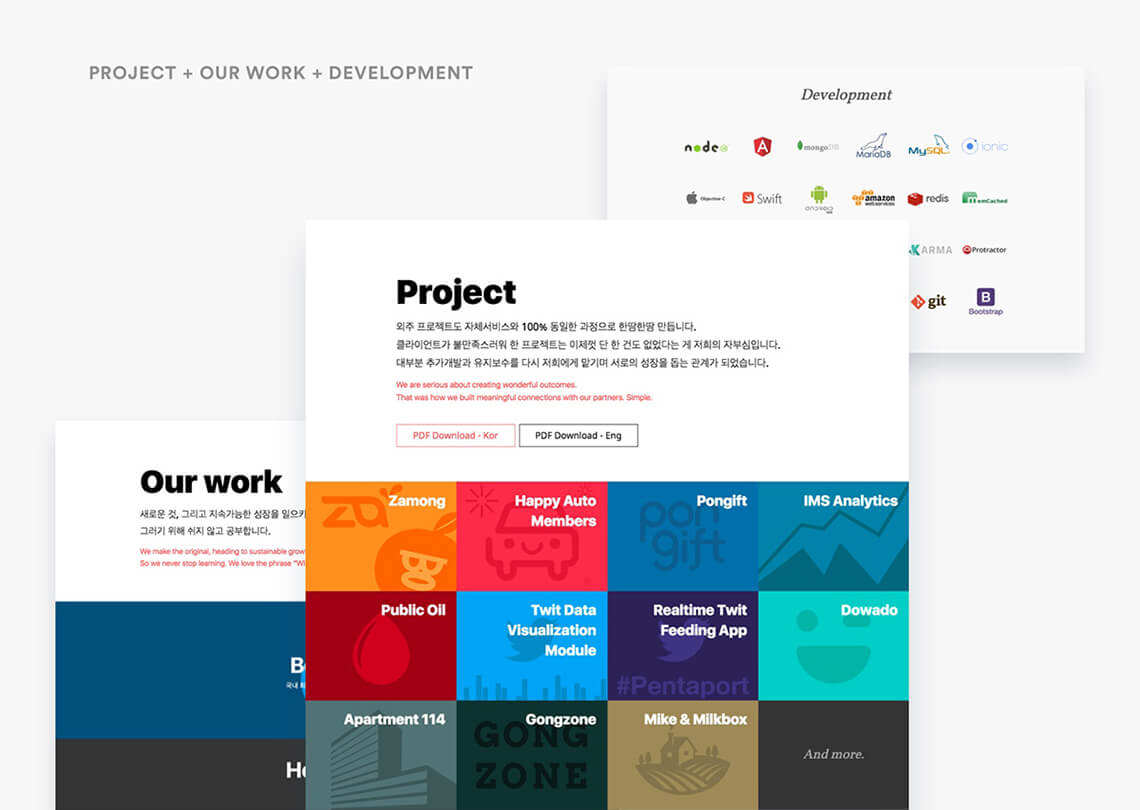 PROJECT + OUR WORK + DEVELOPMENT
Development
node
A
mongoDB
MariaDB
MySQL
ionic
Objective-C
Swift
ANDROID
amazon
webservices
redis
emCached
KARMA
Protractor
git
B
Bootstrap
Project
외주 프로젝트도 자체서비스와 100% 동일한 과정으로 한땀한땀 만듭니다.
클라이언트가 불만족스러워 한 프로젝트는 이제껏 단 한 건도 없었다는 게 저희의 자부심입니다.
대부분 추가개발과 유지보수를 다시 저희에게 맡기며 서로의 성장을 돕는 관계가 되었습니다.
We are serious about creating wonderful outcomes.
That was how we built meaningful connections with our partners. Simple.
PDF Download - Kor
PDF Download - Eng
Our work
새로운 것, 그리고 지속가능한 성장을 일으키
그러기 위해 쉬지 않고 공부합니다.
We make the original, heading to sustainable grow
So we never stop learning. We love the phrase "Wi
B
국내
He
za
Zamong
Happy Auto
Members
pon
gift
Pongift
IMS Analytics
Public Oil
Twit Data
Visualization
Module
Realtime Twit
Feeding App
#Pentaport
Dowado
Apartment 114
Gongzone
GONG
ZONE
Mike & Milkbox
And more.